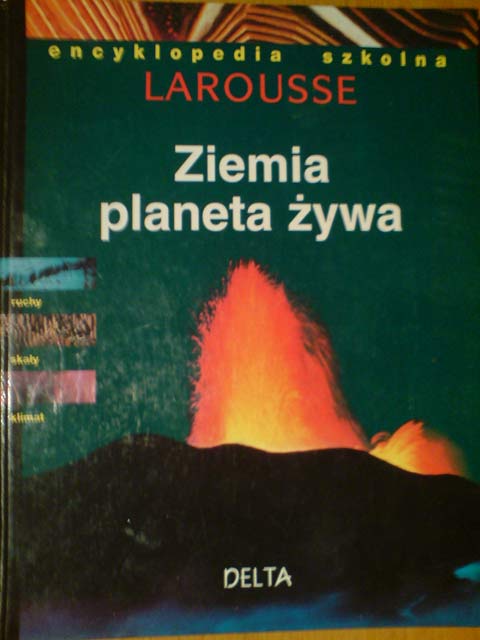 encyklopedia szkolna
LAROUSSE
Ziemia
planeta żywa
ruchy
skały
klimat
DELTA